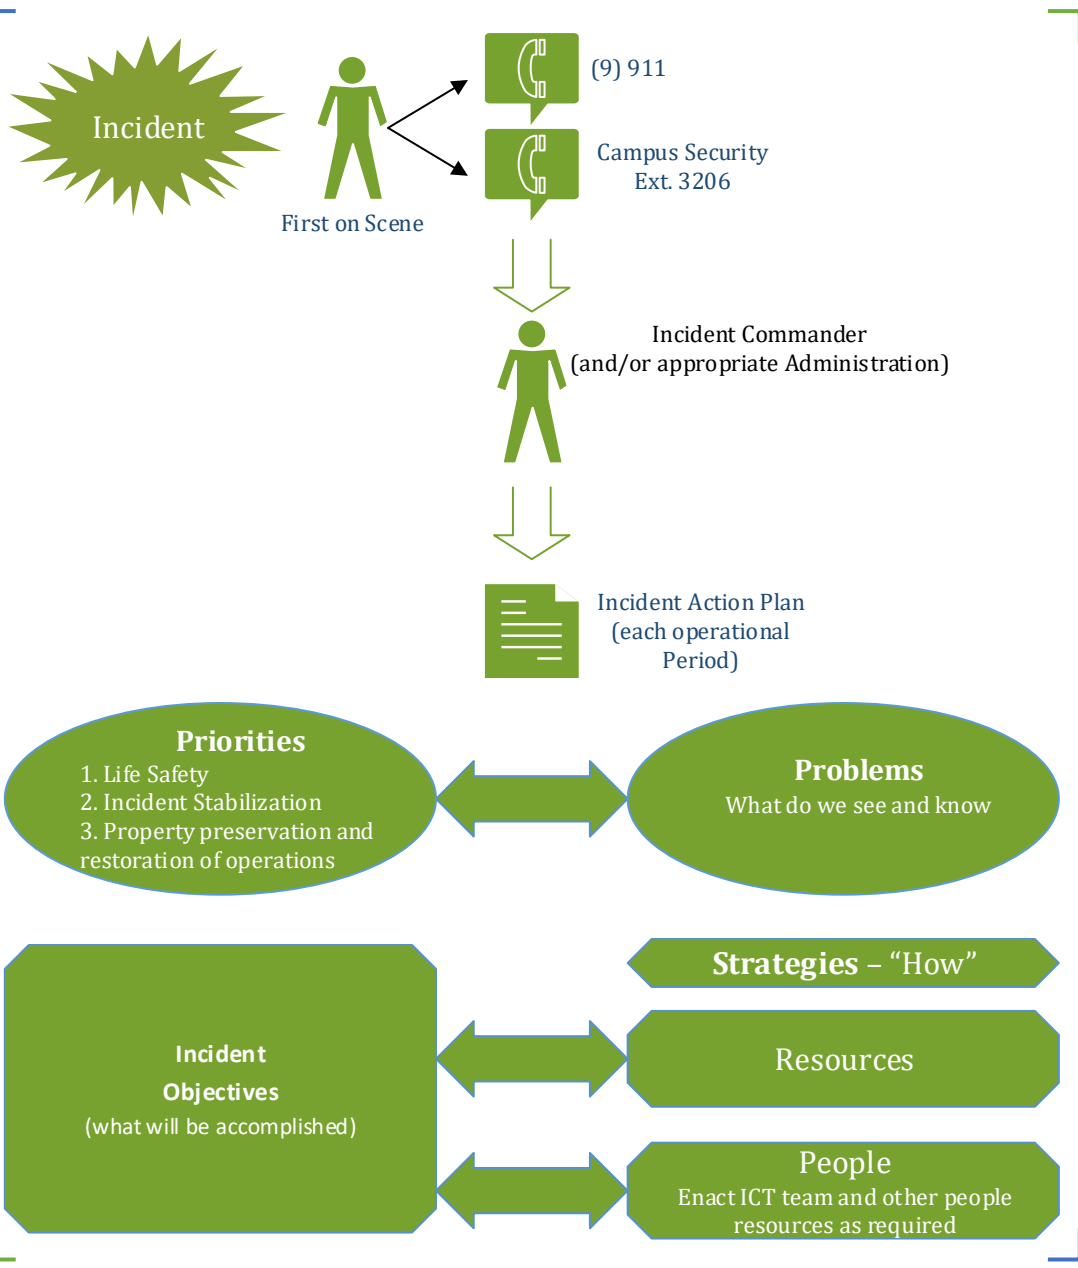 Incident
(9) 911
Campus Security
Ext. 3206
First on Scene
Incident Commander
(and/or appropriate Administration)
Incident Action Plan
(each operational
Period)
Priorities
1. Life Safety
2. Incident Stabilization
3. Property preservation and
restoration of operations
Problems
What do we see and know
Incident
Objectives
(what will be accomplished)
Strategies – “How”
Resources
People
Enact ICT team and other people
resources as required